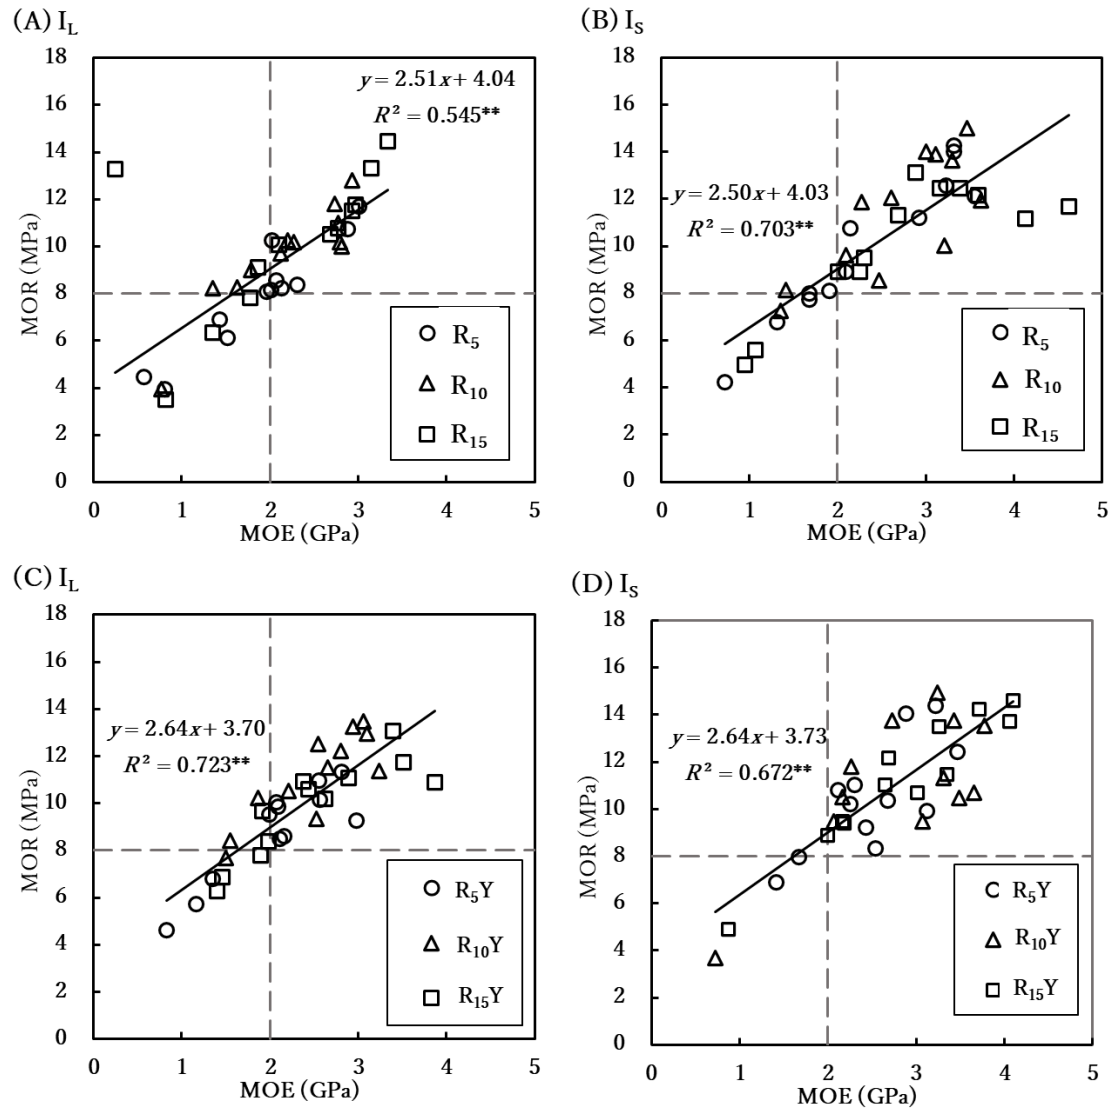 (A) I_L
18
16
14
12
10
8
6
4
2
0
MOR (MPa)
y = 2.51x + 4.04
R² = 0.545**
R₅
R₁₀
R₁₅
0 1 2 3 4 5
MOE (GPa)
(B) I_S
18
16
14
12
10
8
6
4
2
0
MOR (MPa)
y = 2.50x + 4.03
R² = 0.703**
R₅
R₁₀
R₁₅
0 1 2 3 4 5
MOE (GPa)
(C) I_L
18
16
14
12
10
8
6
4
2
0
MOR (MPa)
y = 2.64x + 3.70
R² = 0.723**
R₅Y
R₁₀Y
R₁₅Y
0 1 2 3 4 5
MOE (GPa)
(D) I_S
18
16
14
12
10
8
6
4
2
0
MOR (MPa)
y = 2.64x + 3.73
R² = 0.672**
R₅Y
R₁₀Y
R₁₅Y
0 1 2 3 4 5
MOE (GPa)